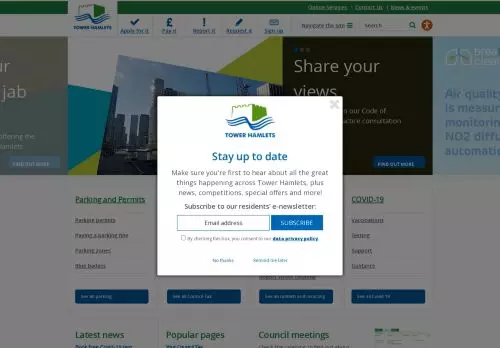 Online Services | Contact Us | News & events
TOWER HAMLETS
Apply for it
Pay it
Report it
Request it
Sign up
Navigate the site
Search
ur
jab
offering the
Hamlets.
FIND OUT MORE
Share your
views
n our Code of
consultation
FIND OUT MORE
brea
clean
Air quality
is measure
monitoring
NO2 diffu
automatic
TOWER HAMLETS
Stay up to date
Make sure you're first to hear about all the great
things happening across Tower Hamlets, plus
news, competitions, special offers and more!
Subscribe to our residents' e-newsletter:
Email address
SUBSCRIBE
By checking this box, you consent to our data privacy policy.
No thanks
Remind me later
Parking and Permits
Parking permits
Paying a parking fine
Parking zones
Blue badges
See all parking
See all Council Tax
See all rubbish and recycling
COVID-19
Vaccinations
Testing
Support
Guidance
See all Covid 19
Latest news
Popular pages
Council meetings